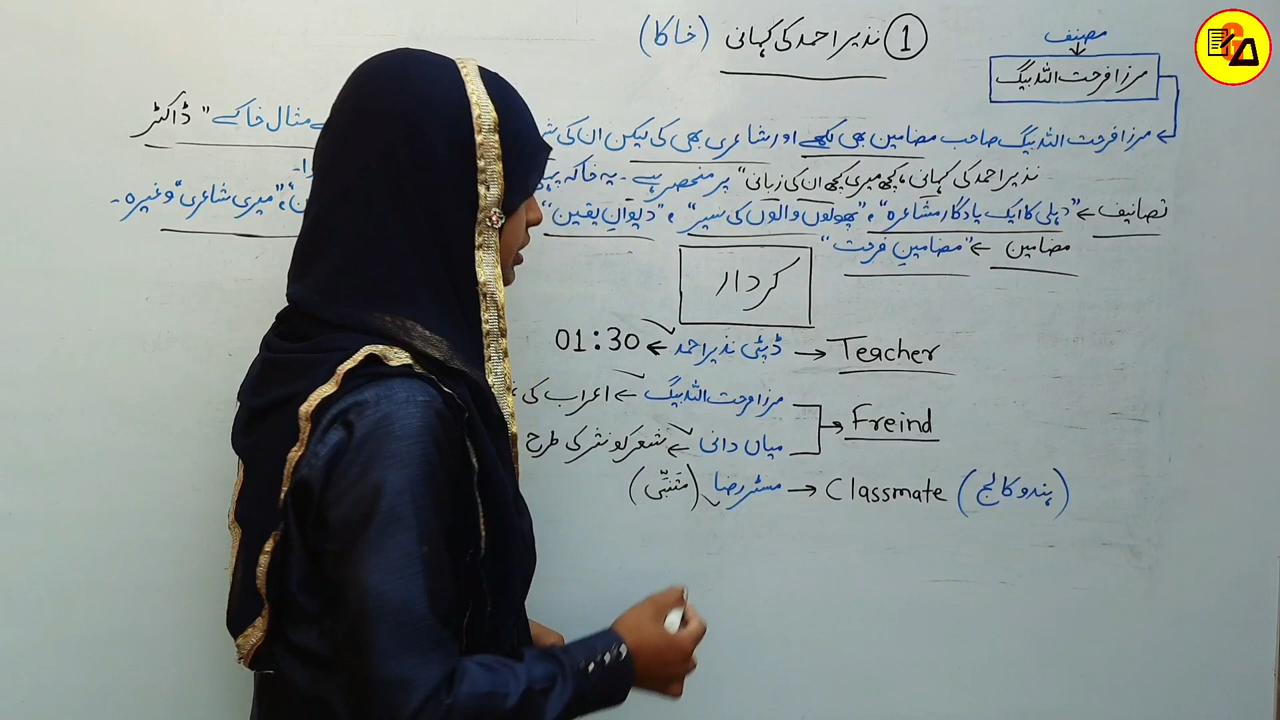 ① نذیر احمد کی کہانی (خاکا)
مصنف
مرزا فرحت اللہ بیگ
مرزا فرحت اللہ بیگ صاحب مضامین بھی لکھے اور شاعری بھی کی لیکن ان کی مثال خاکے " ڈاکٹر
نذیر احمد کی کہانی، کچھ میری کچھ ان کی زبانی" پر منحصر ہے ۔ یہ خاکہ
تصانیف ← "دہلی کا ایک یادگار مشاعرہ"، "پھولوں والوں کی سیر"، "دیوانِ یقین" "میری شاعری" وغیرہ ۔
مضامین ← "مضامینِ فرحت"
کردار
Teacher ← ڈپٹی نذیر احمد → 01:30
مرزا فرحت اللہ بیگ ← اعراب کی
Freind
میاں دانی ← شعر کو نثر کی طرح
(ہندو کالج) Classmate ← مسٹر رضا (متنبّی)